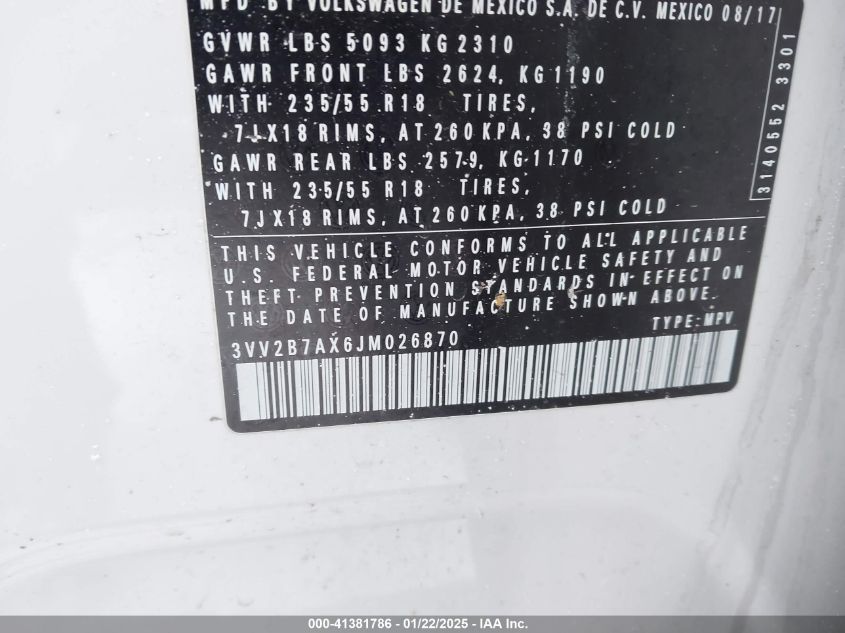 MFD BY VOLKSWAGEN DE MEXICO S.A. DE C.V. MEXICO 08/17
GVWR LBS 5093 KG 2310
GAWR FRONT LBS 2624, KG 1190
WITH 235/55 R18 TIRES,
7JX18 RIMS, AT 260 KPA, 38 PSI COLD
GAWR REAR LBS 2579, KG 1170
WITH 235/55 R18 TIRES,
7JX18 RIMS, AT 260 KPA, 38 PSI COLD
THIS VEHICLE CONFORMS TO ALL APPLICABLE
U.S. FEDERAL MOTOR VEHICLE SAFETY AND
THEFT PREVENTION STANDARDS IN EFFECT ON
THE DATE OF MANUFACTURE SHOWN ABOVE.
TYPE: MPV
3VV2B7AX6JM026870
3140552 3301
000-41381786 - 01/22/2025 - IAA Inc.